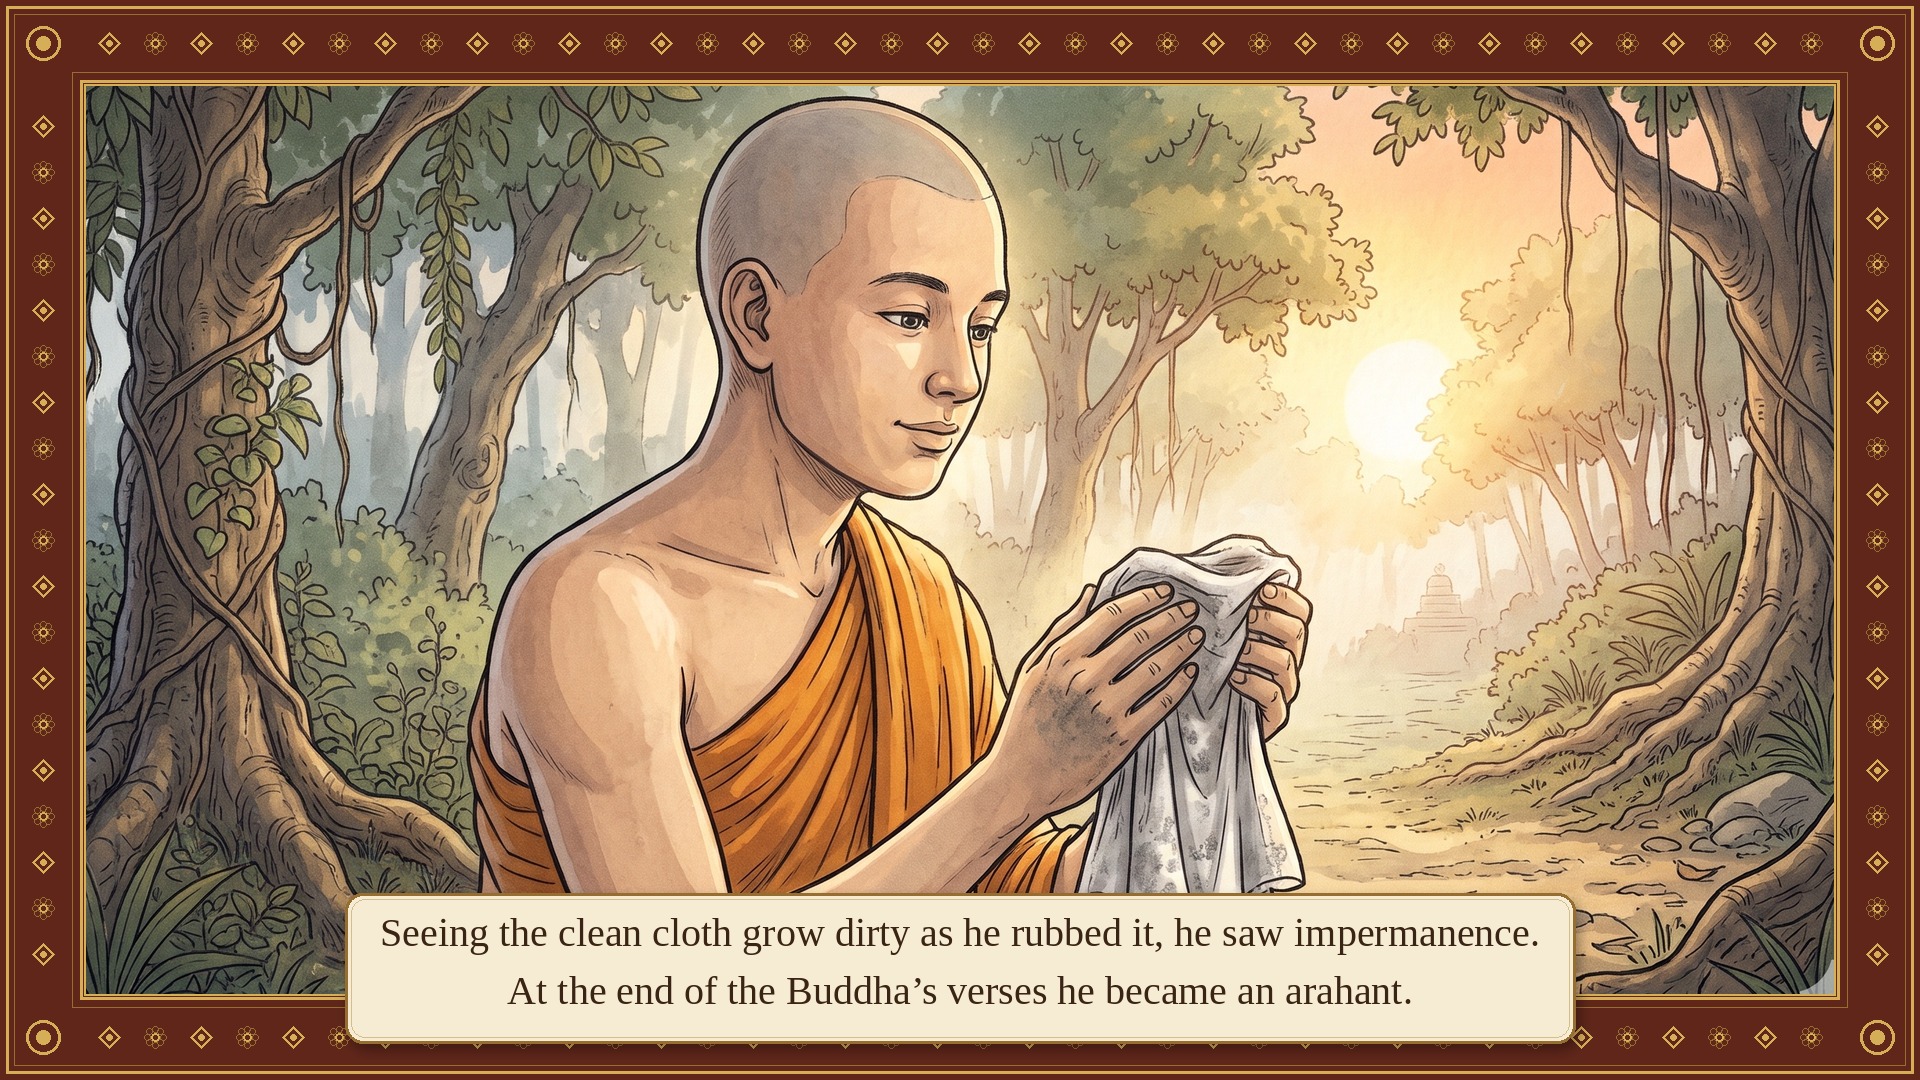 Seeing the clean cloth grow dirty as he rubbed it, he saw impermanence.
At the end of the Buddha’s verses he became an arahant.